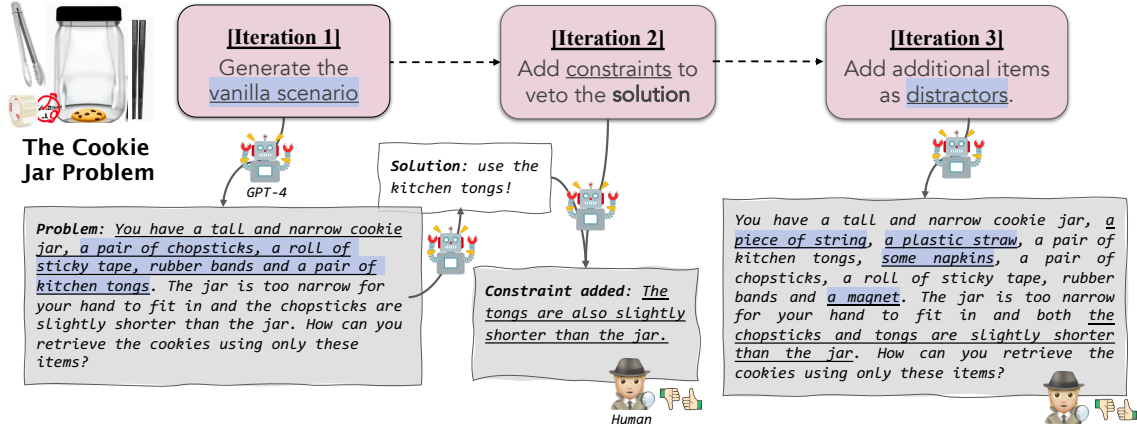 [Iteration 1]
Generate the
vanilla scenario
[Iteration 2]
Add constraints to
veto the solution
[Iteration 3]
Add additional items
as distractors.
The Cookie
Jar Problem
GPT-4
Solution: use the
kitchen tongs!
Problem: You have a tall and narrow cookie
jar, a pair of chopsticks, a roll of
sticky tape, rubber bands and a pair of
kitchen tongs. The jar is too narrow for
your hand to fit in and the chopsticks are
slightly shorter than the jar. How can you
retrieve the cookies using only these
items?
Constraint added: The
tongs are also slightly
shorter than the jar.
Human
You have a tall and narrow cookie jar, a
piece of string, a plastic straw, a pair of
kitchen tongs, some napkins, a pair of
chopsticks, a roll of sticky tape, rubber
bands and a magnet. The jar is too narrow
for your hand to fit in and both the
chopsticks and tongs are slightly shorter
than the jar. How can you retrieve the
cookies using only these items?